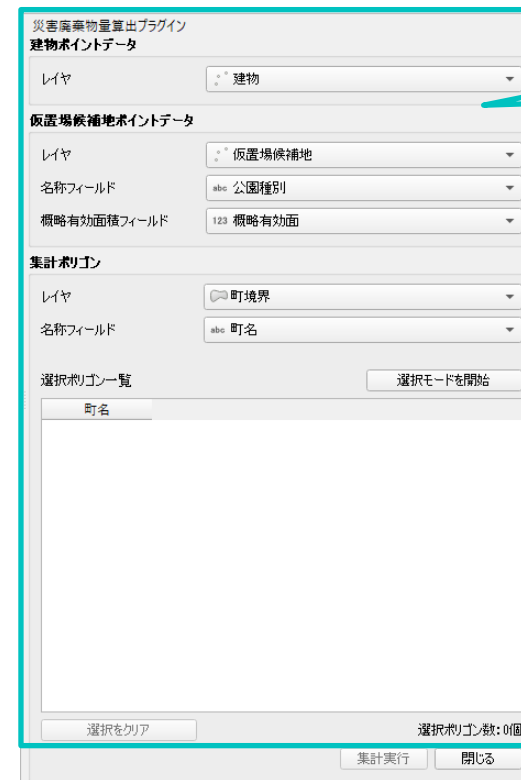 災害廃棄物量算出プラグイン
建物ポイントデータ
レイヤ 建物
仮置場候補地ポイントデータ
レイヤ 仮置場候補地
名称フィールド abc 公園種別
概略有効面積フィールド 123 概略有効面
集計ポリゴン
レイヤ 町境界
名称フィールド abc 町名
選択ポリゴン一覧 選択モードを開始
町名
選択をクリア 選択ポリゴン数: 0個
集計実行 閉じる